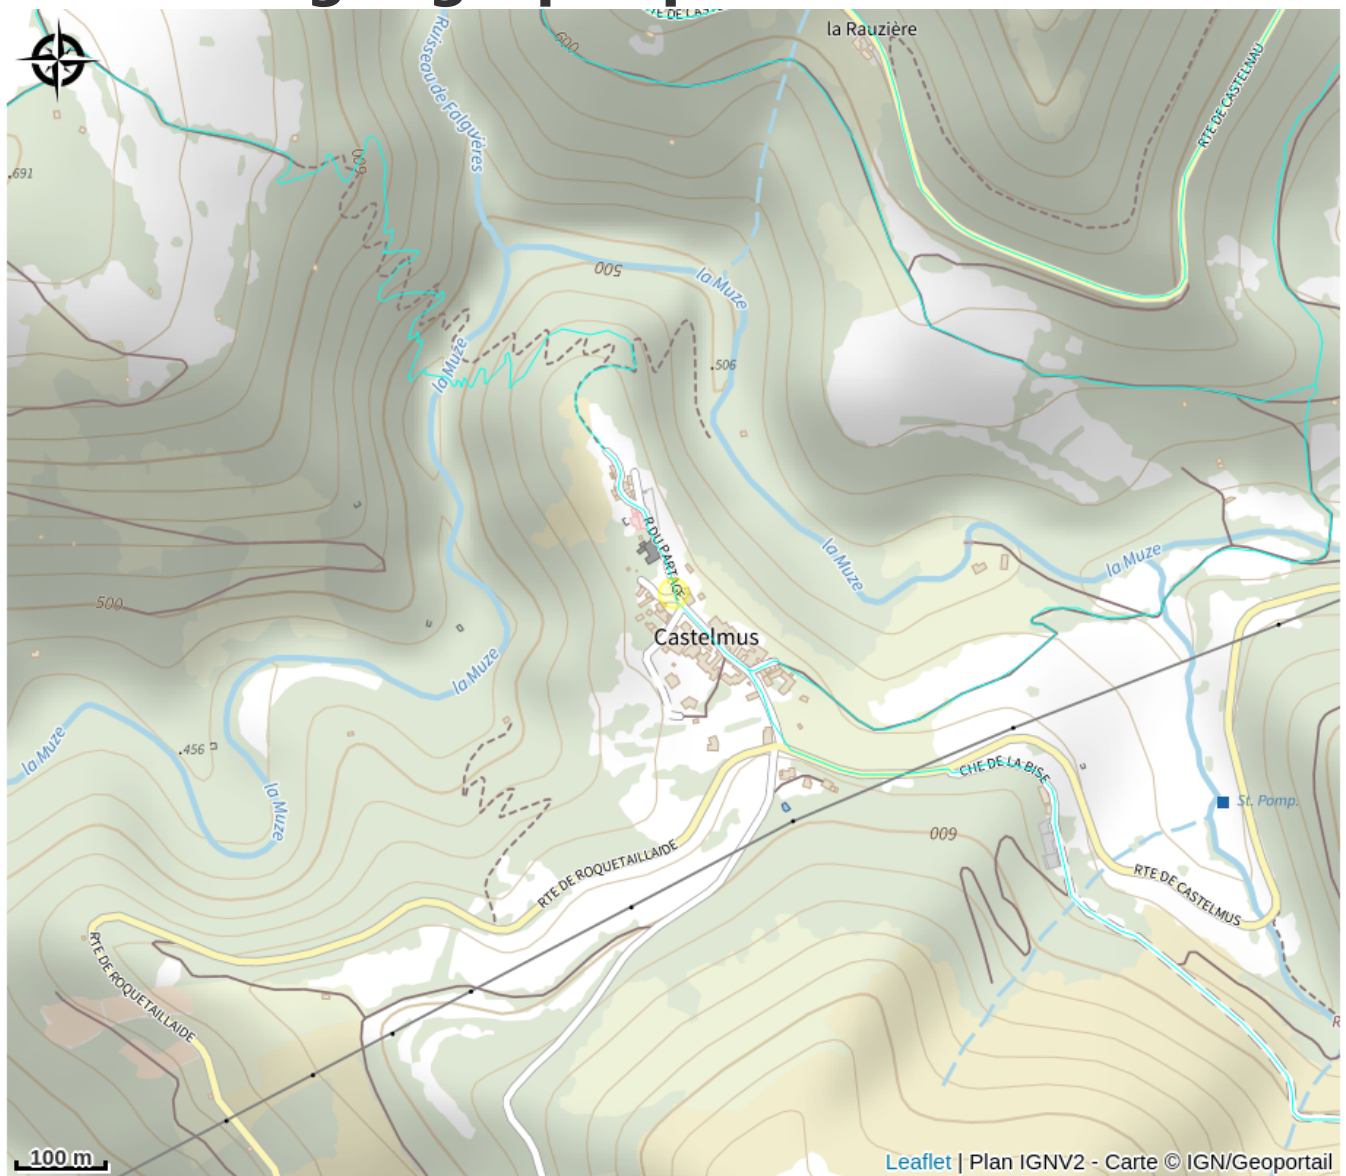 la Rauzière
600
Ruisseau de Falguières
RTE DE CASTELNAU
600
.691
500
la Muze
la Muze
.506
R DU PARTAGE
la Muze
la Muze
500
Castelmus
la Muze
la Muze
.456
la Muze
CHE DE LA BISE
St. Pomp.
600
RTE DE ROQUETAILLADE
RTE DE CASTELMUS
RTE DE ROQUETAILLADE
R
100 m
Leaflet | Plan IGNV2 - Carte © IGN/Geoportail